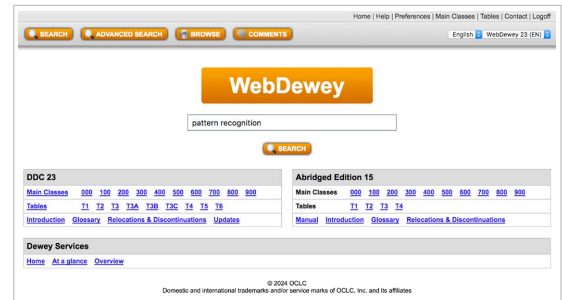 Home | Help | Preferences | Main Classes | Tables | Contact | Logoff
SEARCH ADVANCED SEARCH BROWSE COMMENTS English WebDewey 23 (EN)
WebDewey
pattern recognition
SEARCH
DDC 23
Main Classes 000 100 200 300 400 500 600 700 800 900
Tables T1 T2 T3 T3A T3B T3C T4 T5 T6
Introduction Glossary Relocations & Discontinuations Updates
Abridged Edition 15
Main Classes 000 100 200 300 400 500 600 700 800 900
Tables T1 T2 T3 T4
Manual Introduction Glossary Relocations & Discontinuations
Dewey Services
Home At a glance Overview
© 2024 OCLC
Domestic and international trademarks and/or service marks of OCLC, Inc. and its affiliates